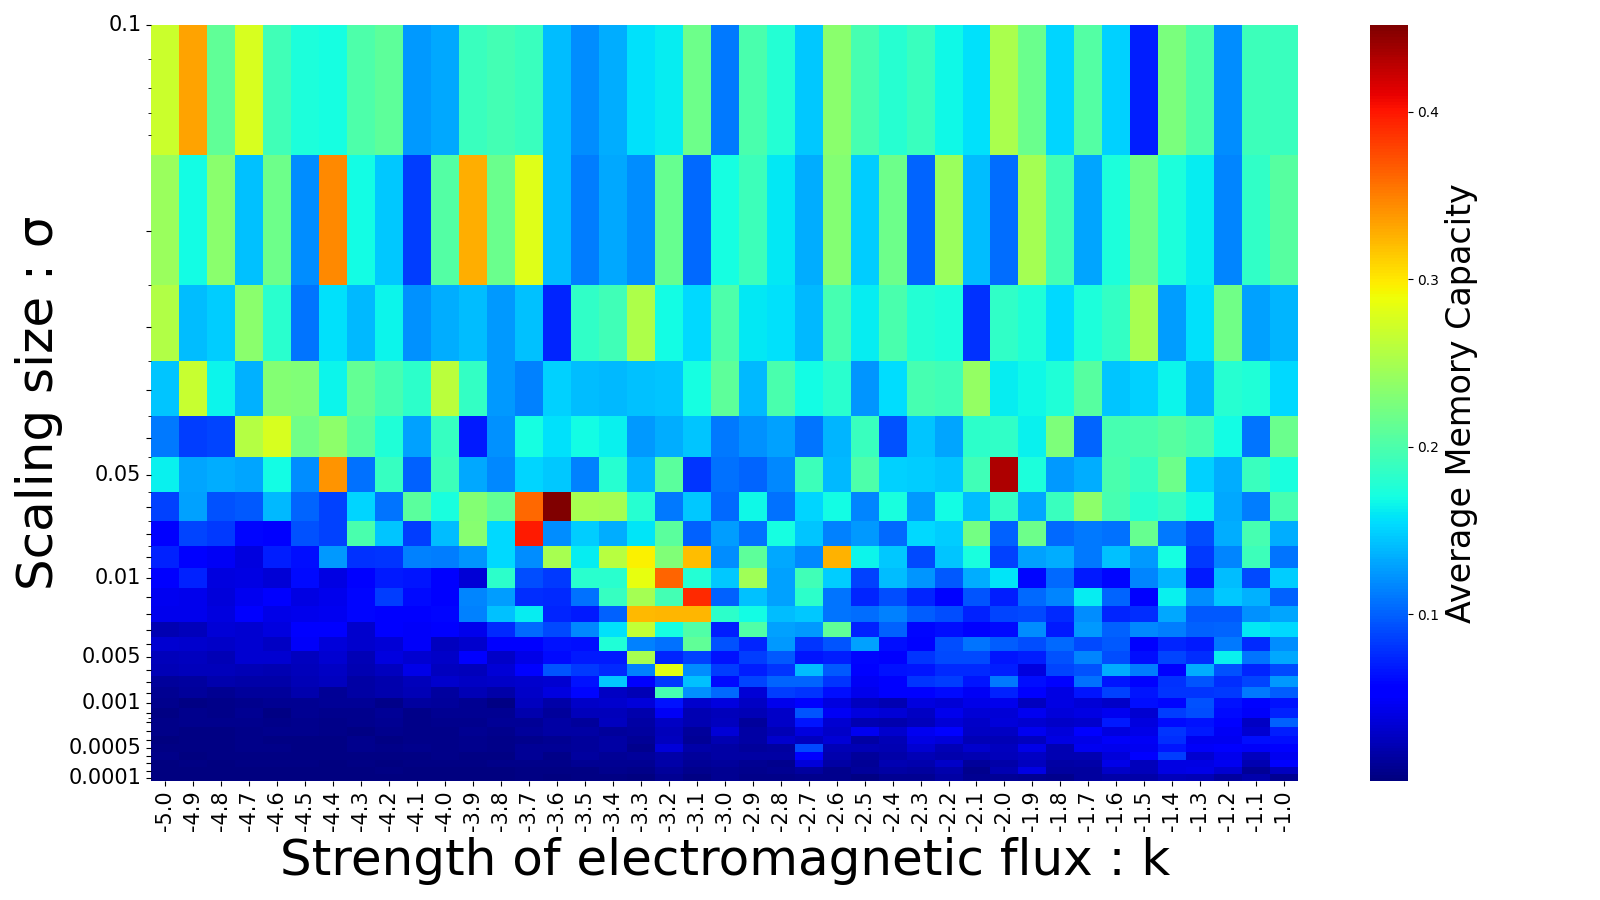 Scaling size : σ
0.1
0.05
0.01
0.005
0.001
0.0005
0.0001
-5.0 -4.9 -4.8 -4.7 -4.6 -4.5 -4.4 -4.3 -4.2 -4.1 -4.0 -3.9 -3.8 -3.7 -3.6 -3.5 -3.4 -3.3 -3.2 -3.1 -3.0 -2.9 -2.8 -2.7 -2.6 -2.5 -2.4 -2.3 -2.2 -2.1 -2.0 -1.9 -1.8 -1.7 -1.6 -1.5 -1.4 -1.3 -1.2 -1.1 -1.0
Strength of electromagnetic flux : k
0.4
0.3
0.2
0.1
Average Memory Capacity